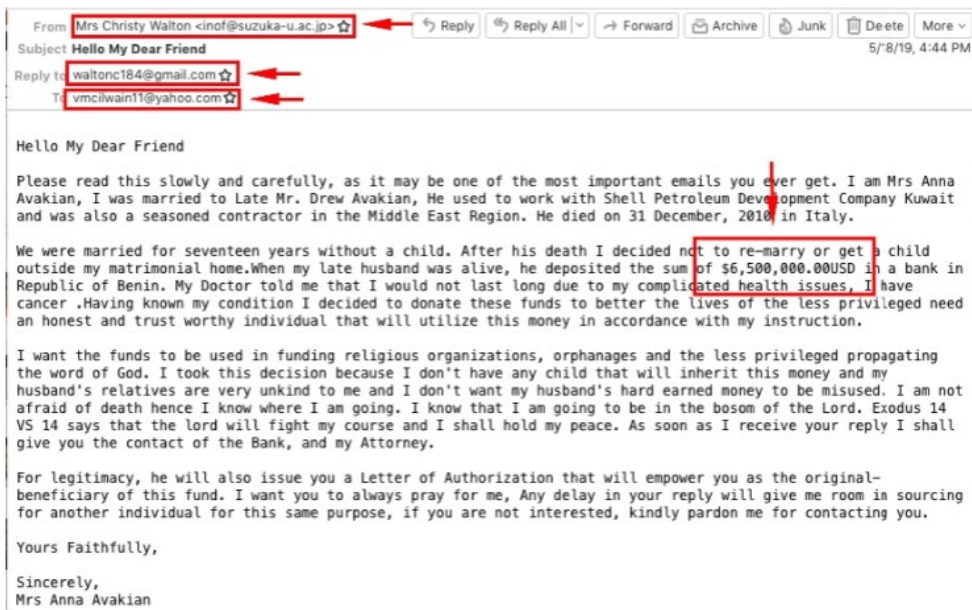 From Mrs Christy Walton <inof@suzuka-u.ac.jp> Reply Reply All Forward Archive Junk Delete More
Subject Hello My Dear Friend 5/18/19, 4:44 PM
Reply to waltonc184@gmail.com
To vmcilwain11@yahoo.com
Hello My Dear Friend
Please read this slowly and carefully, as it may be one of the most important emails you ever get. I am Mrs Anna
Avakian, I was married to Late Mr. Drew Avakian, He used to work with Shell Petroleum Development Company Kuwait
and was also a seasoned contractor in the Middle East Region. He died on 31 December, 2010 in Italy.
We were married for seventeen years without a child. After his death I decided not to re-marry or get a child
outside my matrimonial home.When my late husband was alive, he deposited the sum of $6,500,000.00USD in a bank in
Republic of Benin. My Doctor told me that I would not last long due to my complicated health issues, I have
cancer .Having known my condition I decided to donate these funds to better the lives of the less privileged need
an honest and trust worthy individual that will utilize this money in accordance with my instruction.
I want the funds to be used in funding religious organizations, orphanages and the less privileged propagating
the word of God. I took this decision because I don't have any child that will inherit this money and my
husband's relatives are very unkind to me and I don't want my husband's hard earned money to be misused. I am not
afraid of death hence I know where I am going. I know that I am going to be in the bosom of the Lord. Exodus 14
VS 14 says that the lord will fight my course and I shall hold my peace. As soon as I receive your reply I shall
give you the contact of the Bank, and my Attorney.
For legitimacy, he will also issue you a Letter of Authorization that will empower you as the original-
beneficiary of this fund. I want you to always pray for me, Any delay in your reply will give me room in sourcing
for another individual for this same purpose, if you are not interested, kindly pardon me for contacting you.
Yours Faithfully,
Sincerely,
Mrs Anna Avakian